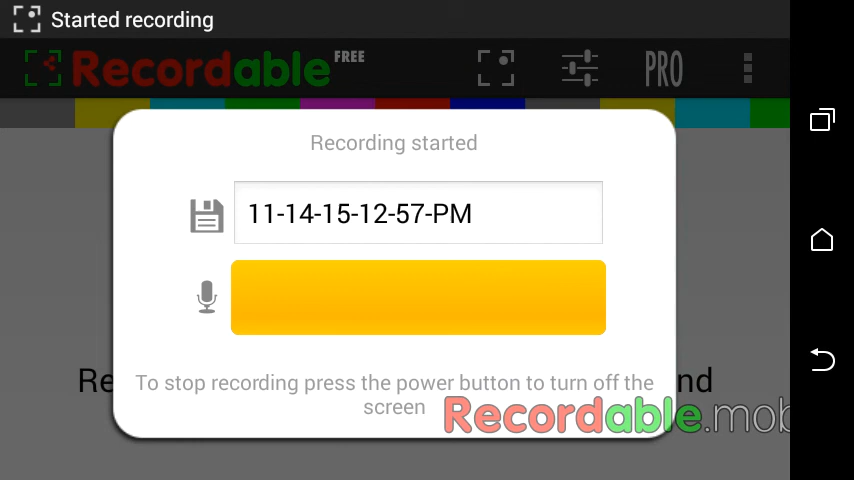 Started recording
Recordable FREE
PRO
Recording started
11-14-15-12-57-PM
To stop recording press the power button to turn off the
screen
Recordable.mob